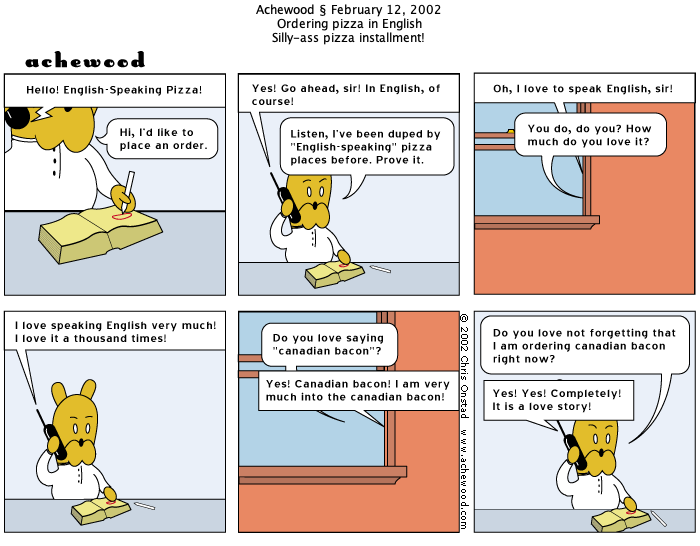 Achewood § February 12, 2002
Ordering pizza in English
Silly-ass pizza installment!
achewood
Hello! English-Speaking Pizza!
Hi, I'd like to
place an order.
Yes! Go ahead, sir! In English, of
course!
Listen, I've been duped by
"English-speaking" pizza
places before. Prove it.
Oh, I love to speak English, sir!
You do, do you? How
much do you love it?
I love speaking English very much!
I love it a thousand times!
Do you love saying
"canadian bacon"?
Yes! Canadian bacon! I am very
much into the canadian bacon!
© 2002 Chris Onstad www.achewood.com
Do you love not forgetting that
I am ordering canadian bacon
right now?
Yes! Yes! Completely!
It is a love story!